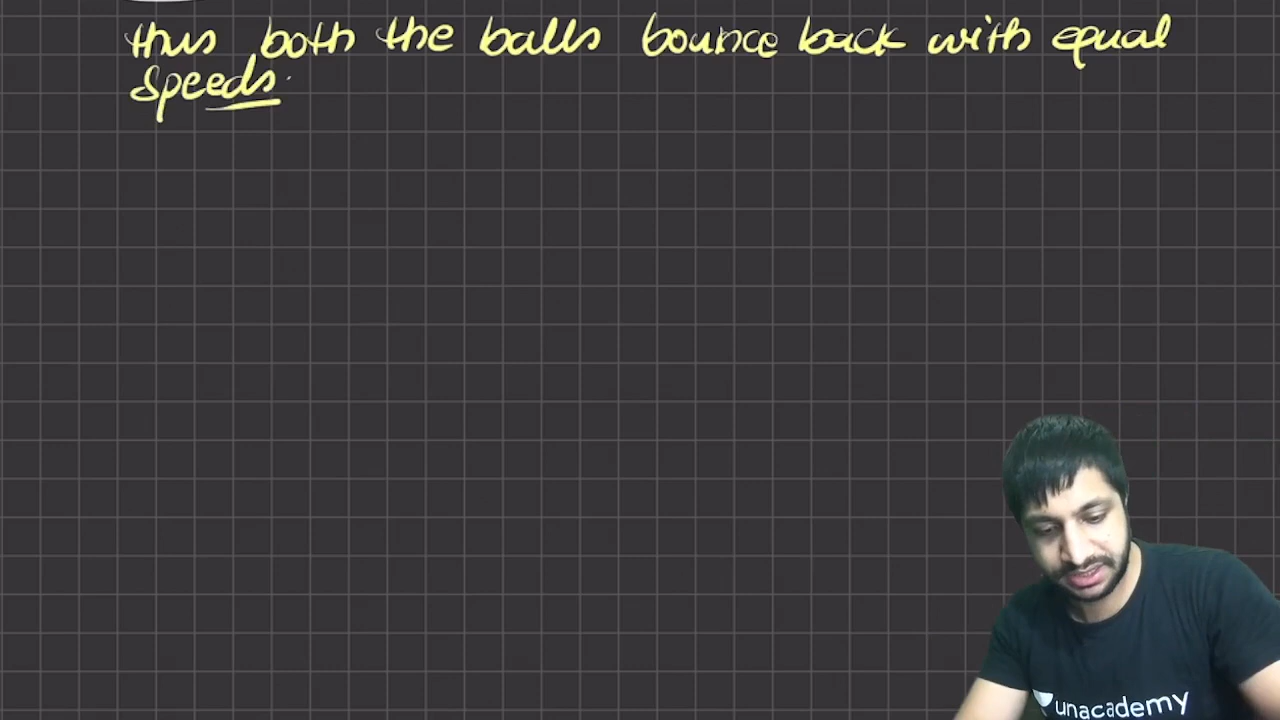 thus both the balls bounce back with equal
speeds.
unacademy